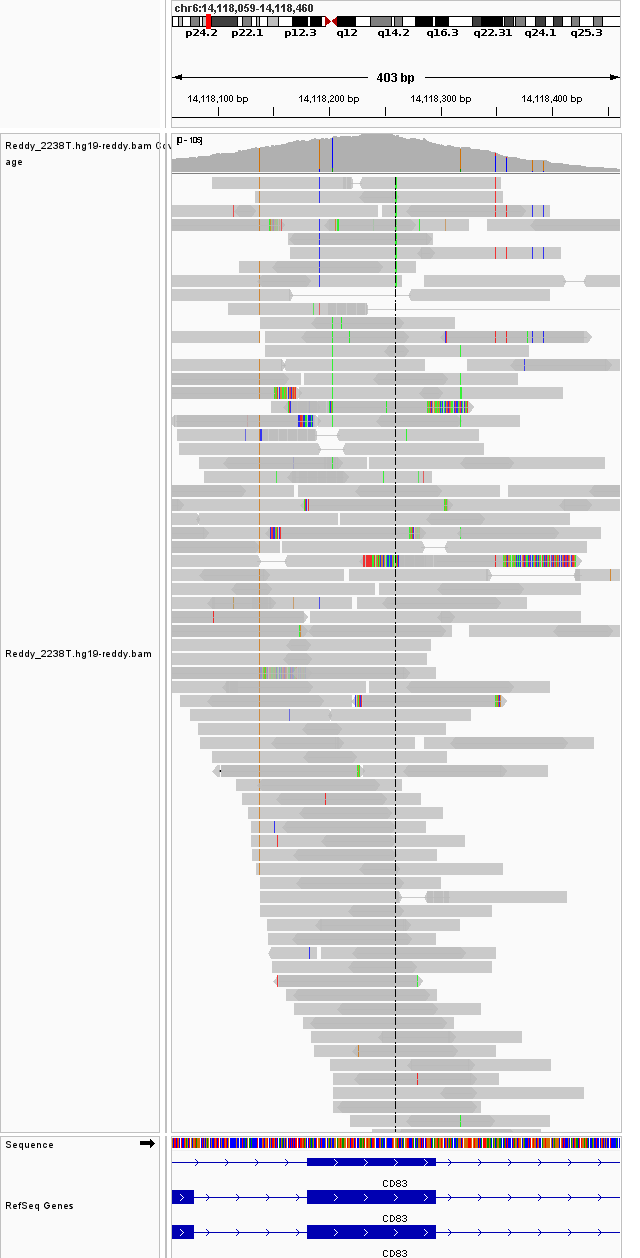 chr6:14,118,059-14,118,460
p24.2 p22.1 p12.3 q12 q14.2 q16.3 q22.31 q24.1 q25.3
403 bp
14,118,100 bp 14,118,200 bp 14,118,300 bp 14,118,400 bp
Reddy_2238T.hg19-reddy.bam Cov
age
[0 - 105]
Reddy_2238T.hg19-reddy.bam
Sequence
CD83
RefSeq Genes
CD83
CD83